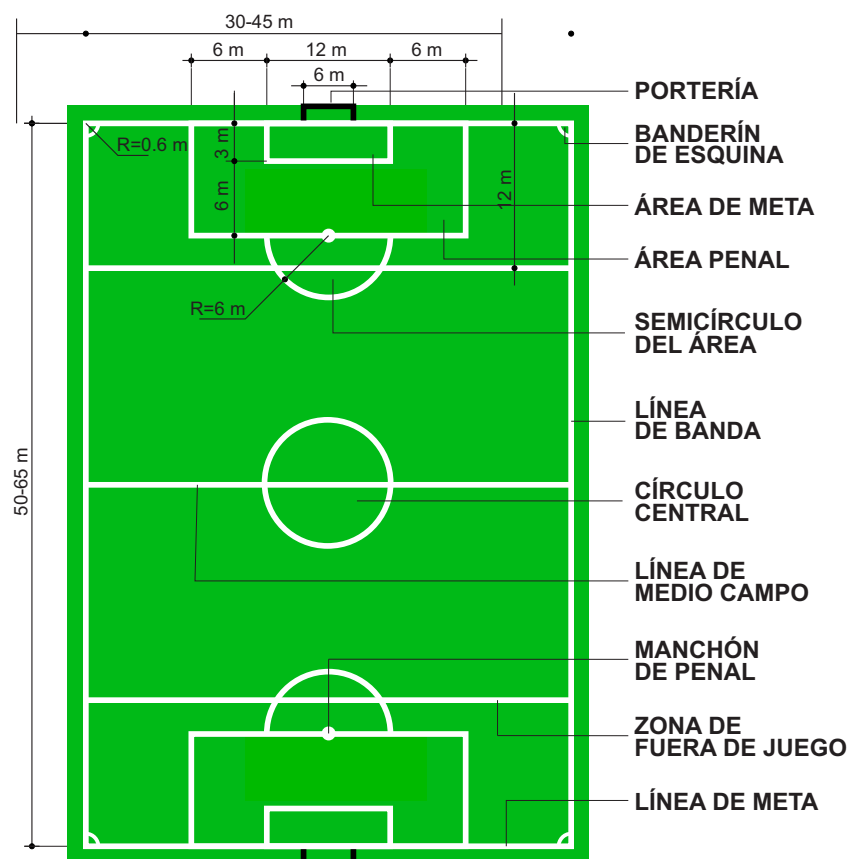 30-45 m
6 m
12 m
6 m
6 m
PORTERÍA
BANDERÍN
DE ESQUINA
R=0.6 m
3 m
6 m
12 m
ÁREA DE META
ÁREA PENAL
R=6 m
SEMICÍRCULO
DEL ÁREA
LÍNEA
DE BANDA
50-65 m
CÍRCULO
CENTRAL
LÍNEA DE
MEDIO CAMPO
MANCHÓN
DE PENAL
ZONA DE
FUERA DE JUEGO
LÍNEA DE META